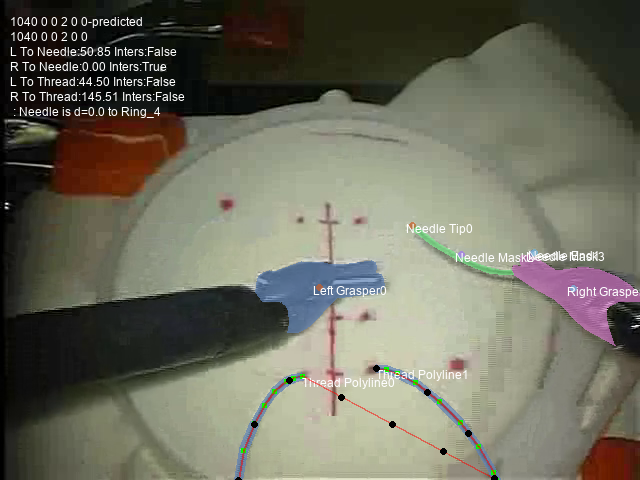 1040 0 0 2 0 0-predicted
1040 0 0 2 0 0
L To Needle:50.85 Inters:False
R To Needle:0.00 Inters:True
L To Thread:44.50 Inters:False
R To Thread:145.51 Inters:False
: Needle is d=0.0 to Ring_4
Needle Tip0
Needle Mask
Needle Mask3
Left Grasper0
Right Graspe
Thread Polyline0
Thread Polyline1